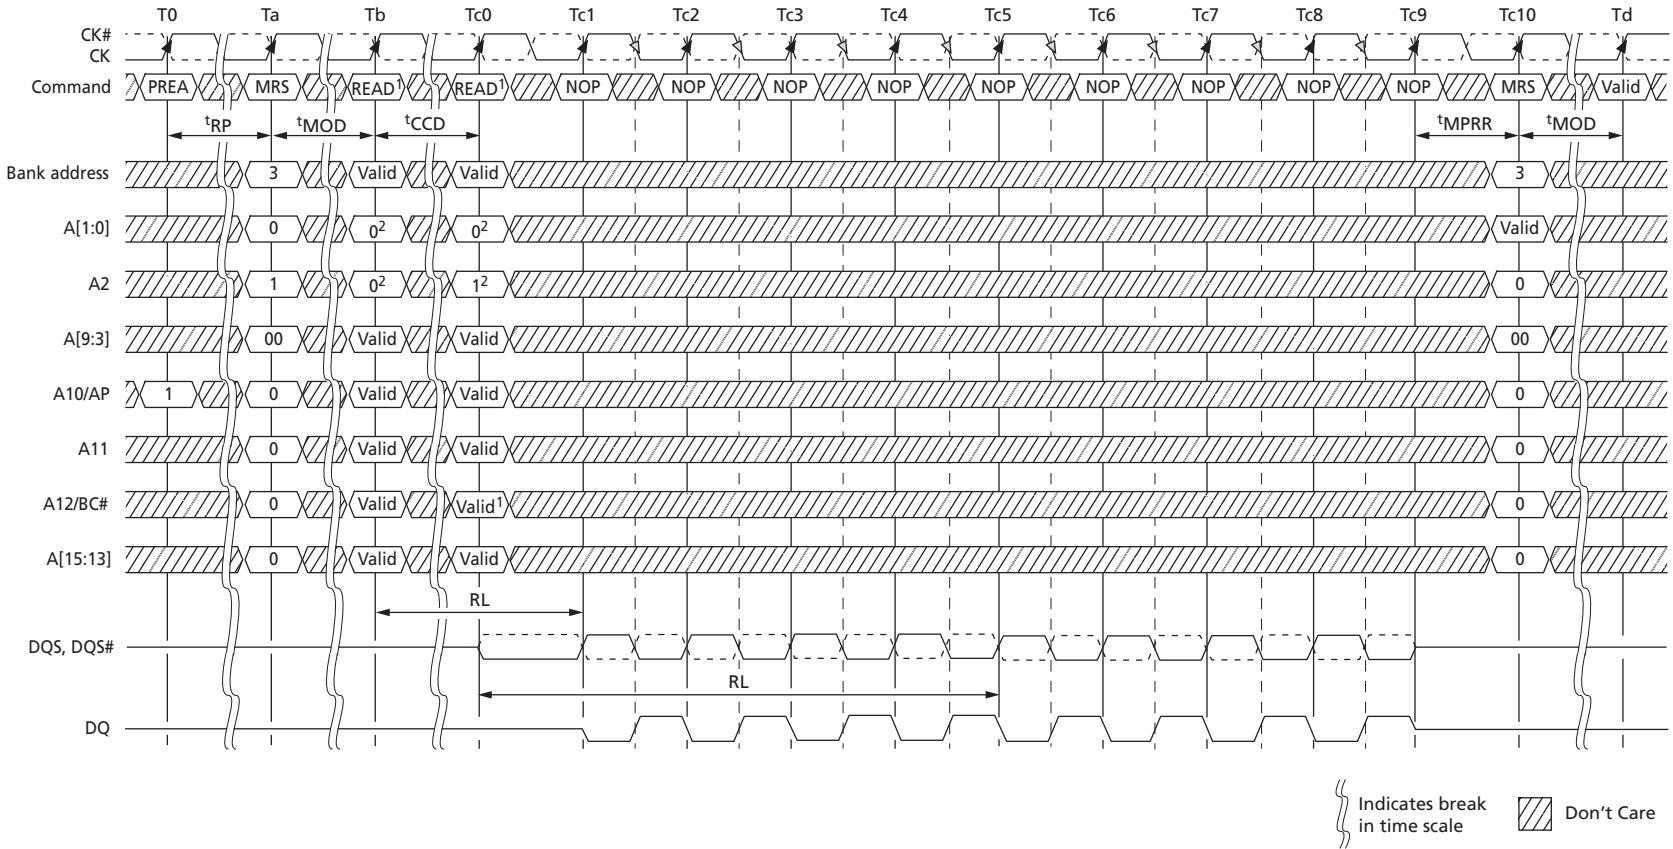 T0 Ta Tb Tc0 Tc1 Tc2 Tc3 Tc4 Tc5 Tc6 Tc7 Tc8 Tc9 Tc10 Td
CK#
CK
Command PREA MRS READ1 READ1 NOP NOP NOP NOP NOP NOP NOP NOP NOP MRS Valid
tRP tMOD tCCD tMPRR tMOD
Bank address 3 Valid Valid 3
A[1:0] 0 02 02 Valid
A2 1 02 12 0
A[9:3] 00 Valid Valid 00
A10/AP 1 0 Valid Valid 0
A11 0 Valid Valid 0
A12/BC# 0 Valid Valid1 0
A[15:13] 0 Valid Valid 0
RL
DQS, DQS#
RL
DQ
Indicates break
in time scale
Don't Care